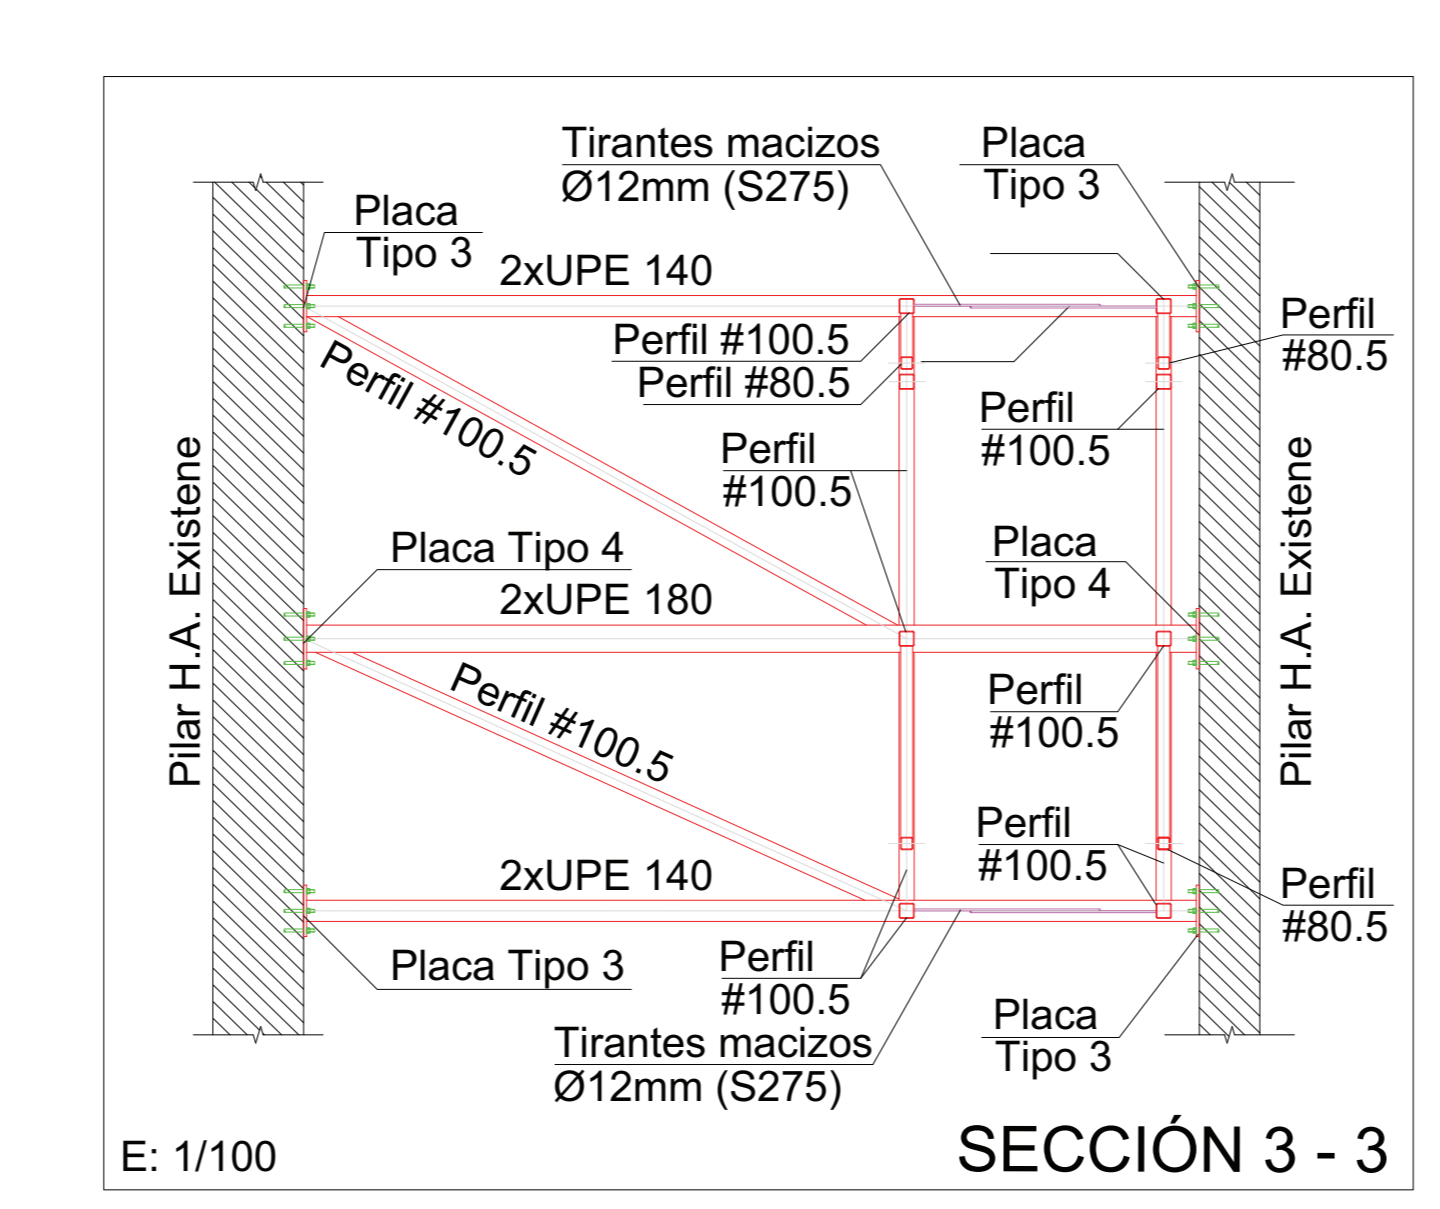 Tirantes macizos
Ø12mm (S275)
Placa
Tipo 3
Placa
Tipo 3
2xUPE 140
Perfil
#80.5
Perfil #100.5
Perfil #80.5
Perfil #100.5
Perfil
#100.5
Perfil
#100.5
Pilar H.A. Existene
Pilar H.A. Existene
Placa Tipo 4
2xUPE 180
Placa
Tipo 4
Perfil #100.5
Perfil
#100.5
Perfil
#100.5
2xUPE 140
Perfil
#80.5
Placa Tipo 3
Perfil
#100.5
Placa
Tipo 3
Tirantes macizos
Ø12mm (S275)
E: 1/100
SECCIÓN 3 - 3